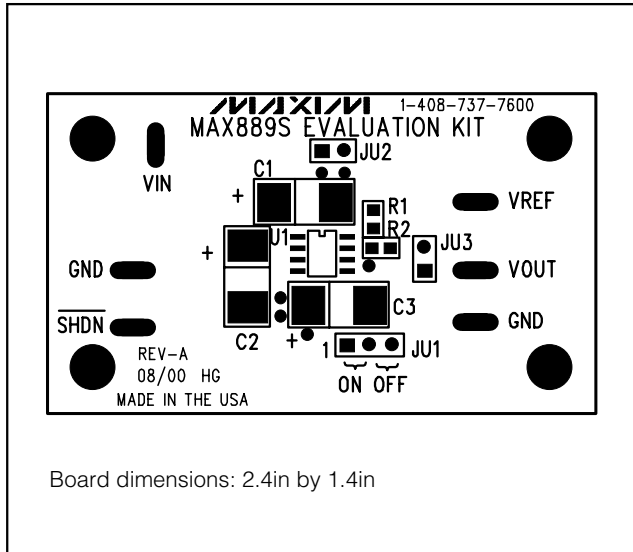 MAXIM 1-408-737-7600
MAX889S EVALUATION KIT
JU2
C1
+
VIN
R1
VREF
R2
U1
JU3
+
GND
VOUT
SHDN
C3
GND
C2
+
1
JU1
REV-A
08/00 HG
ON OFF
MADE IN THE USA
Board dimensions: 2.4in by 1.4in